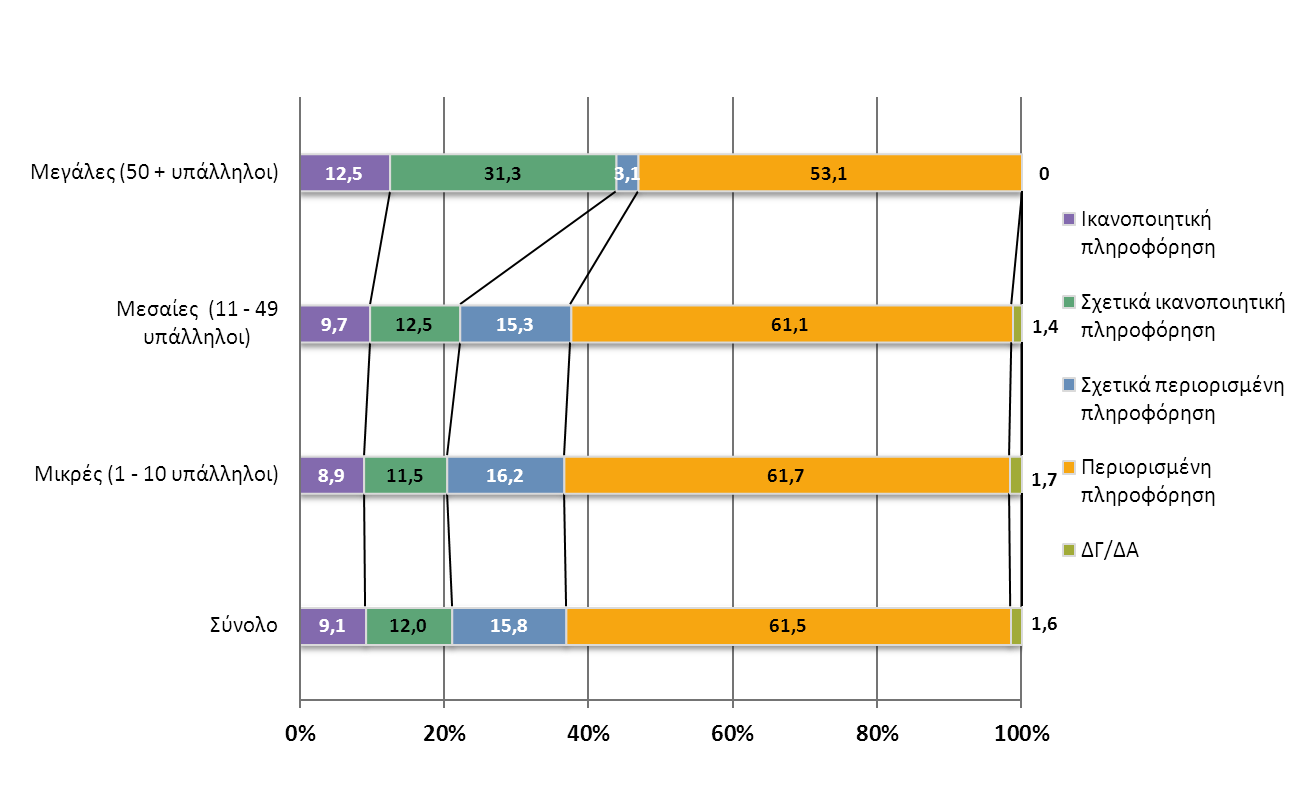 Μεγάλες (50 + υπάλληλοι)
12,5
31,3
3,1
53,1
0
Μεσαίες (11 - 49
υπάλληλοι)
9,7
12,5
15,3
61,1
1,4
Μικρές (1 - 10 υπάλληλοι)
8,9
11,5
16,2
61,7
1,7
Σύνολο
9,1
12,0
15,8
61,5
1,6
0%
20%
40%
60%
80%
100%
Ικανοποιητική
πληροφόρηση
Σχετικά ικανοποιητική
πληροφόρηση
Σχετικά περιορισμένη
πληροφόρηση
Περιορισμένη
πληροφόρηση
ΔΓ/ΔΑ